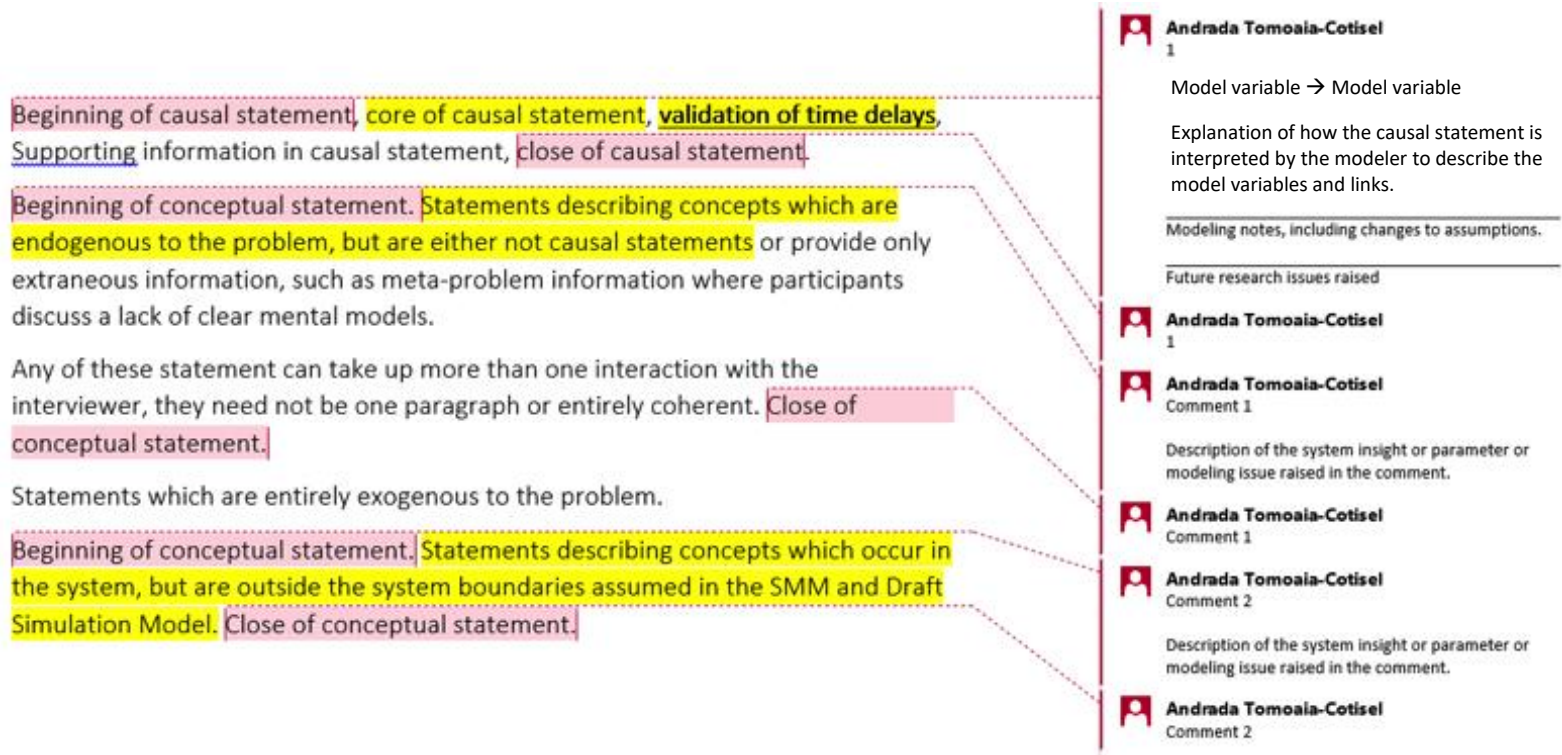 Beginning of causal statement, core of causal statement, validation of time delays,
Supporting information in causal statement, close of causal statement.
Beginning of conceptual statement. Statements describing concepts which are
endogenous to the problem, but are either not causal statements or provide only
extraneous information, such as meta-problem information where participants
discuss a lack of clear mental models.
Any of these statement can take up more than one interaction with the
interviewer, they need not be one paragraph or entirely coherent. Close of
conceptual statement.
Statements which are entirely exogenous to the problem.
Beginning of conceptual statement. Statements describing concepts which occur in
the system, but are outside the system boundaries assumed in the SMM and Draft
Simulation Model. Close of conceptual statement.
Andrada Tomoaia-Cotisel
1
Model variable → Model variable
Explanation of how the causal statement is
interpreted by the modeler to describe the
model variables and links.
Modeling notes, including changes to assumptions.
Future research issues raised
Andrada Tomoaia-Cotisel
1
Andrada Tomoaia-Cotisel
Comment 1
Description of the system insight or parameter or
modeling issue raised in the comment.
Andrada Tomoaia-Cotisel
Comment 1
Andrada Tomoaia-Cotisel
Comment 2
Description of the system insight or parameter or
modeling issue raised in the comment.
Andrada Tomoaia-Cotisel
Comment 2